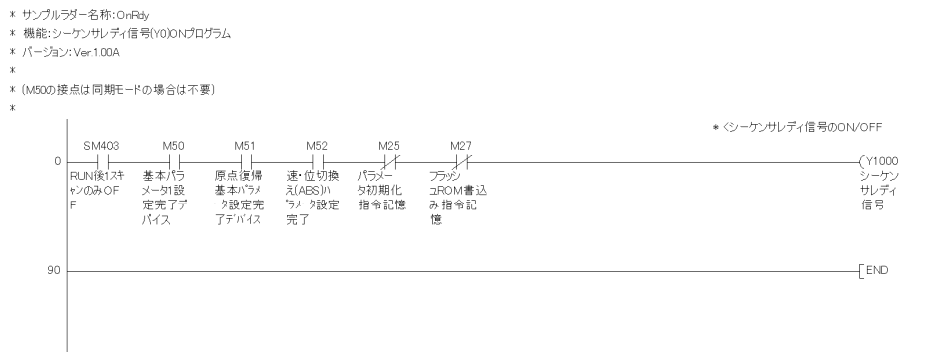 * サンプルラダー名称:OnRdy
* 機能:シーケンサレディ信号(Y0)ONプログラム
* バージョン:Ver.1.00A
*
* (M50の接点は同期モードの場合は不要)
*
* <シーケンサレディ信号のON/OFF
SM403 M50 M51 M52 M25 M27
0 Y1000
RUN後1スキャンのみOFF
基本パラメータ1設定完了デバイス
原点復帰基本パラメータ設定完了デバイス
速・位切換え(ABS)パラメータ設定完了
パラメータ初期化指令記憶
フラッシュROM書込み指令記憶
シーケンサレディ信号
90 END